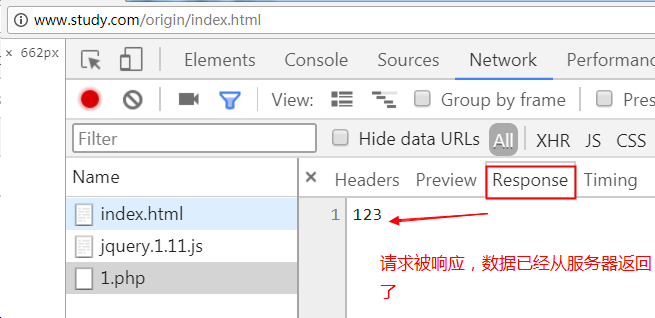 www.study.com/origin/index.html
× 662px
Elements Console Sources Network Performance
View: Group by frame Pres
Filter Hide data URLs All XHR JS CSS
Name × Headers Preview Response Timing
index.html 1 123
jquery.1.11.js
1.php
请求被响应，数据已经从服务器返回
了